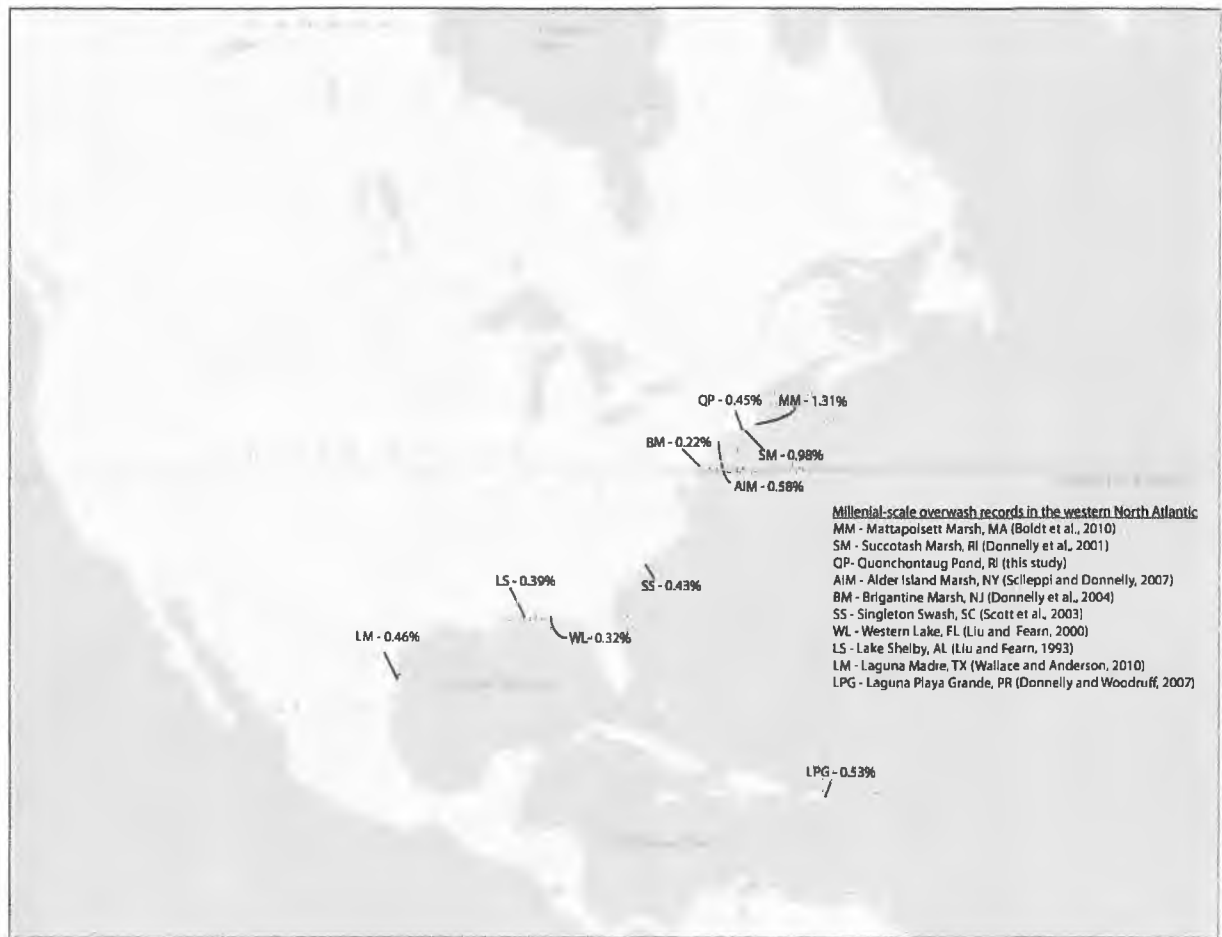 QP - 0.45% MM - 1.31%
BM - 0.22%
SM - 0.98%
AIM - 0.58%
Millenial-scale overwash records in the western North Atlantic
MM - Mattapoisett Marsh, MA (Boldt et al., 2010)
SM - Succotash Marsh, RI (Donnelly et al., 2001)
QP- Quonchontaug Pond, RI (this study)
AIM - Alder Island Marsh, NY (Scileppi and Donnelly, 2007)
BM - Brigantine Marsh, NJ (Donnelly et al., 2004)
SS - Singleton Swash, SC (Scott et al., 2003)
WL - Western Lake, FL (Liu and Fearn, 2000)
LS - Lake Shelby, AL (Liu and Fearn, 1993)
LM - Laguna Madre, TX (Wallace and Anderson, 2010)
LPG - Laguna Playa Grande, PR (Donnelly and Woodruff, 2007)
LS - 0.39%
SS - 0.43%
LM - 0.46%
WL- 0.32%
LPG - 0.53%